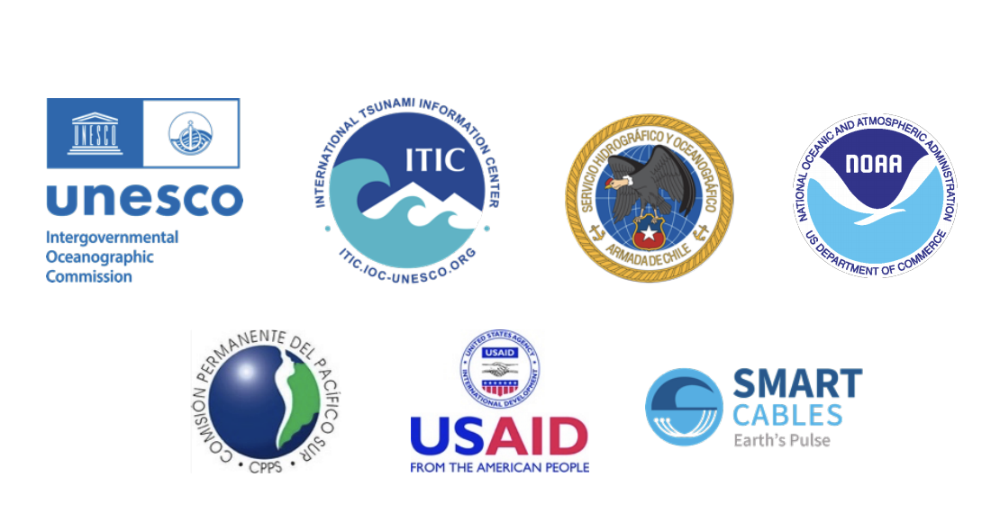 UNESCO
unesco
Intergovernmental
Oceanographic
Commission
INTERNATIONAL TSUNAMI INFORMATION CENTER
ITIC
ITIC.IOC-UNESCO.ORG
SERVICIO HIDROGRÁFICO Y OCEANOGRÁFICO
ARMADA DE CHILE
NATIONAL OCEANIC AND ATMOSPHERIC ADMINISTRATION
NOAA
US DEPARTMENT OF COMMERCE
COMISIÓN PERMANENTE DEL PACÍFICO SUR
• CPPS •
UNITED STATES AGENCY
USAID
INTERNATIONAL DEVELOPMENT
USAID
FROM THE AMERICAN PEOPLE
SMART
CABLES
Earth's Pulse